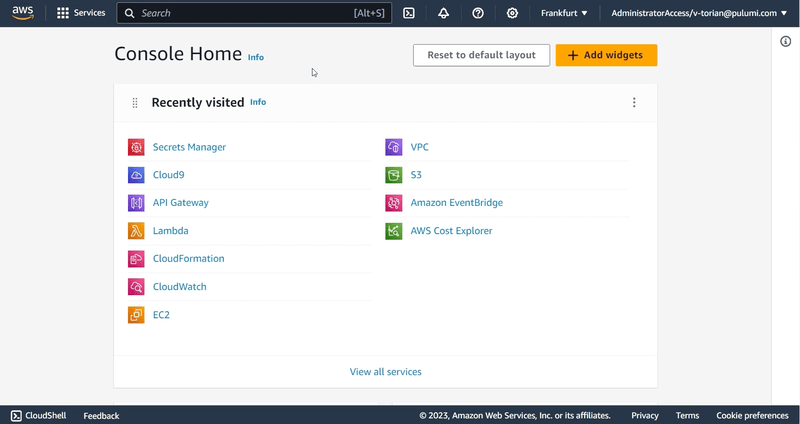 aws Services Search [Alt+S] Frankfurt AdministratorAccess/v-torian@pulumi.com
Console Home Info Reset to default layout + Add widgets
Recently visited Info
Secrets Manager
Cloud9
API Gateway
Lambda
CloudFormation
CloudWatch
EC2
VPC
S3
Amazon EventBridge
AWS Cost Explorer
View all services
CloudShell Feedback © 2023, Amazon Web Services, Inc. or its affiliates. Privacy Terms Cookie preferences